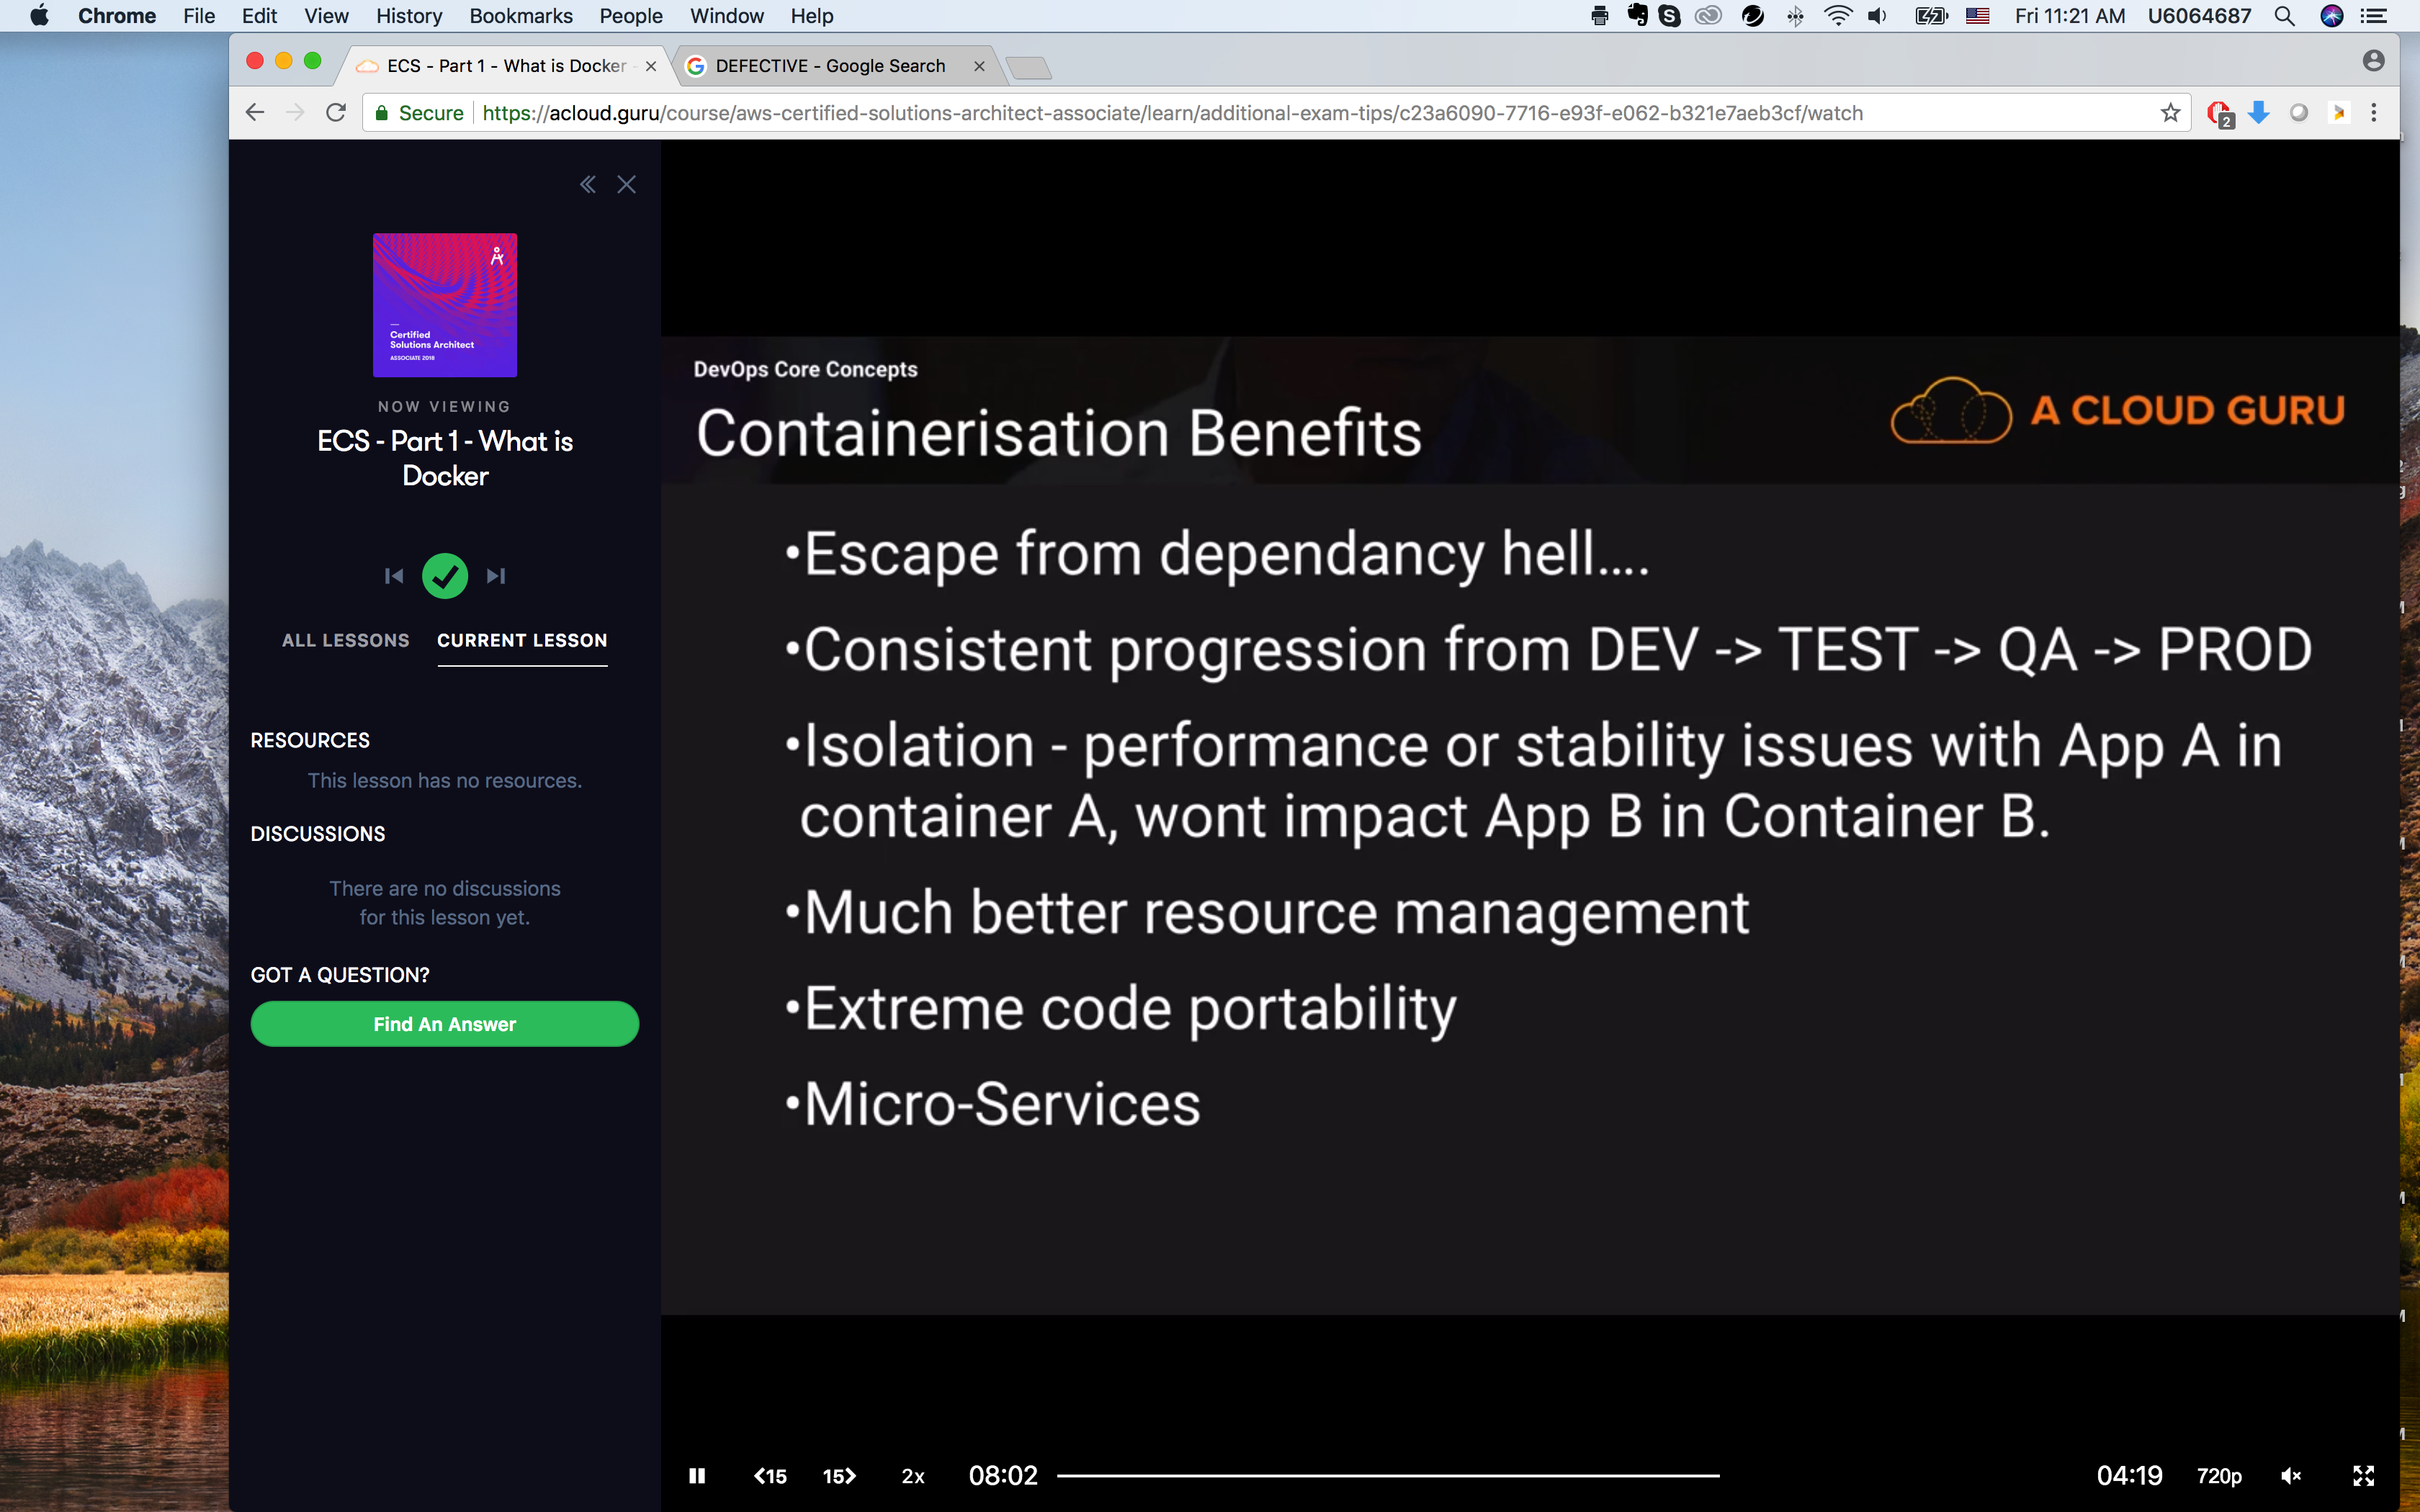 Chrome File Edit View History Bookmarks People Window Help Fri 11:21 AM U6064687
ECS - Part 1 - What is Docker -
DEFECTIVE - Google Search
Secure https://acloud.guru/course/aws-certified-solutions-architect-associate/learn/additional-exam-tips/c23a6090-7716-e93f-e062-b321e7aeb3cf/watch
2
Certified
Solutions Architect
ASSOCIATE 2018
NOW VIEWING
ECS - Part 1 - What is
Docker
ALL LESSONS CURRENT LESSON
RESOURCES
This lesson has no resources.
DISCUSSIONS
There are no discussions
for this lesson yet.
GOT A QUESTION?
Find An Answer
DevOps Core Concepts
Containerisation Benefits
A CLOUD GURU
•Escape from dependancy hell....
•Consistent progression from DEV -> TEST -> QA -> PROD
•Isolation - performance or stability issues with App A in
container A, wont impact App B in Container B.
•Much better resource management
•Extreme code portability
•Micro-Services
<15 15> 2x 08:02 04:19 720p